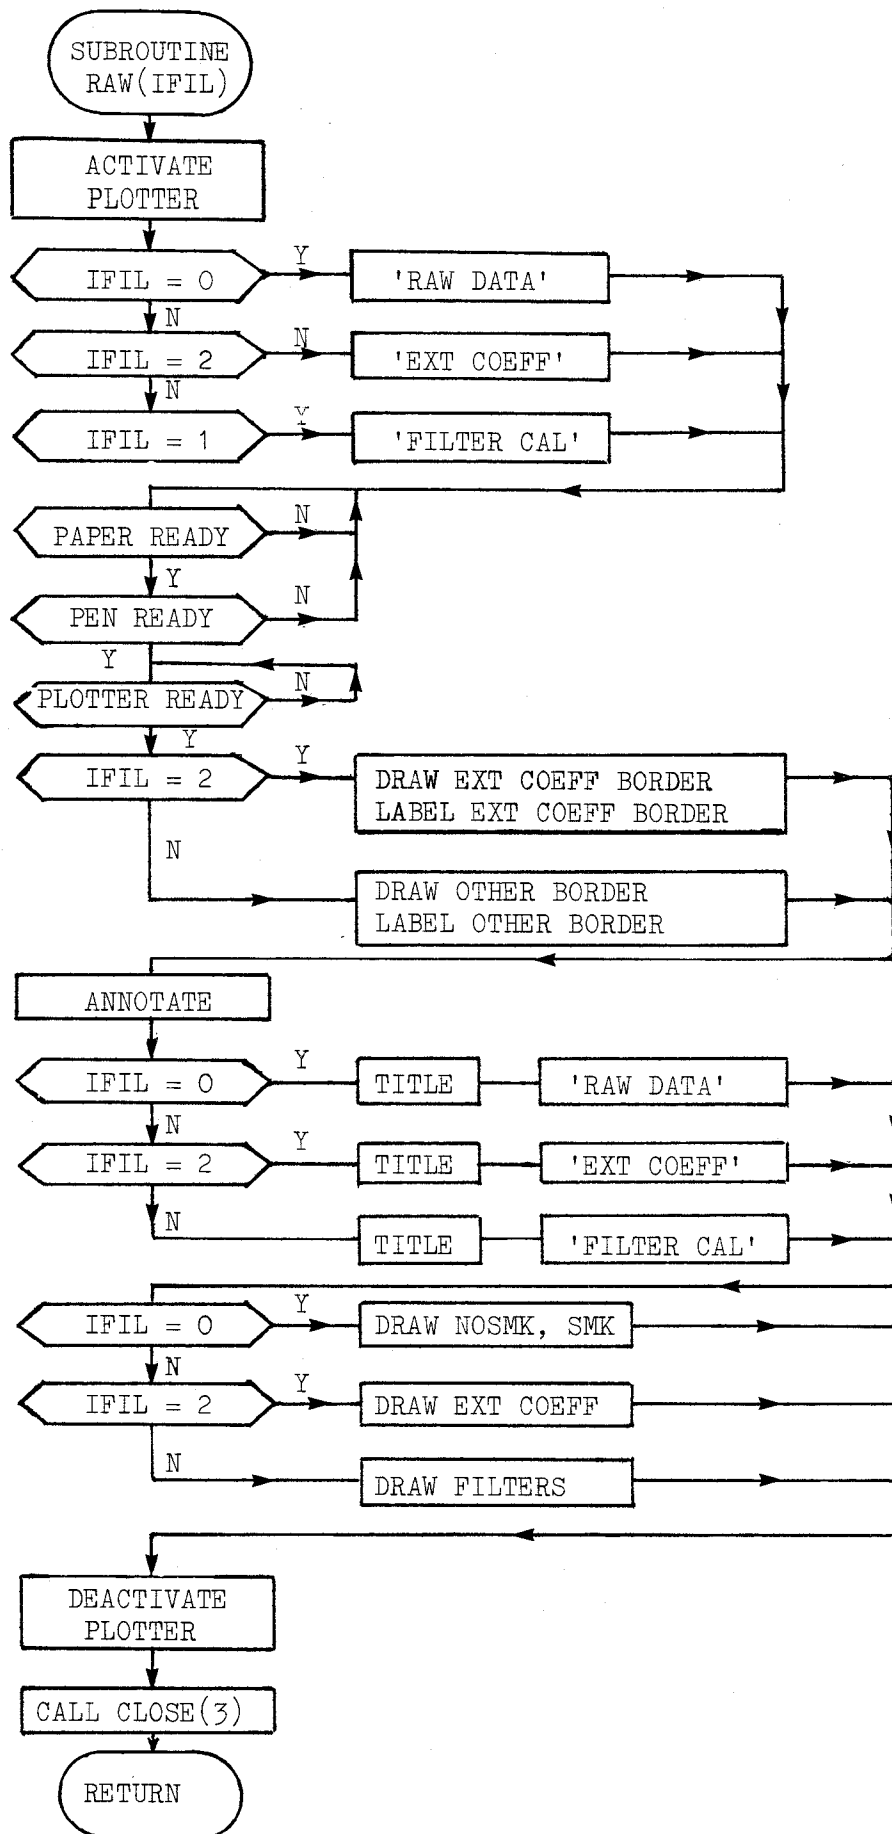 SUBROUTINE
RAW(IFIL)
ACTIVATE
PLOTTER
IFIL = 0
Y
'RAW DATA'
N
IFIL = 2
N
'EXT COEFF'
N
IFIL = 1
Y
'FILTER CAL'
PAPER READY
N
Y
PEN READY
N
Y
PLOTTER READY
N
Y
IFIL = 2
Y
DRAW EXT COEFF BORDER
LABEL EXT COEFF BORDER
N
DRAW OTHER BORDER
LABEL OTHER BORDER
ANNOTATE
IFIL = 0
Y
TITLE
'RAW DATA'
N
IFIL = 2
Y
TITLE
'EXT COEFF'
N
TITLE
'FILTER CAL'
IFIL = 0
Y
DRAW NOSMK, SMK
N
IFIL = 2
Y
DRAW EXT COEFF
N
DRAW FILTERS
DEACTIVATE
PLOTTER
CALL CLOSE(3)
RETURN